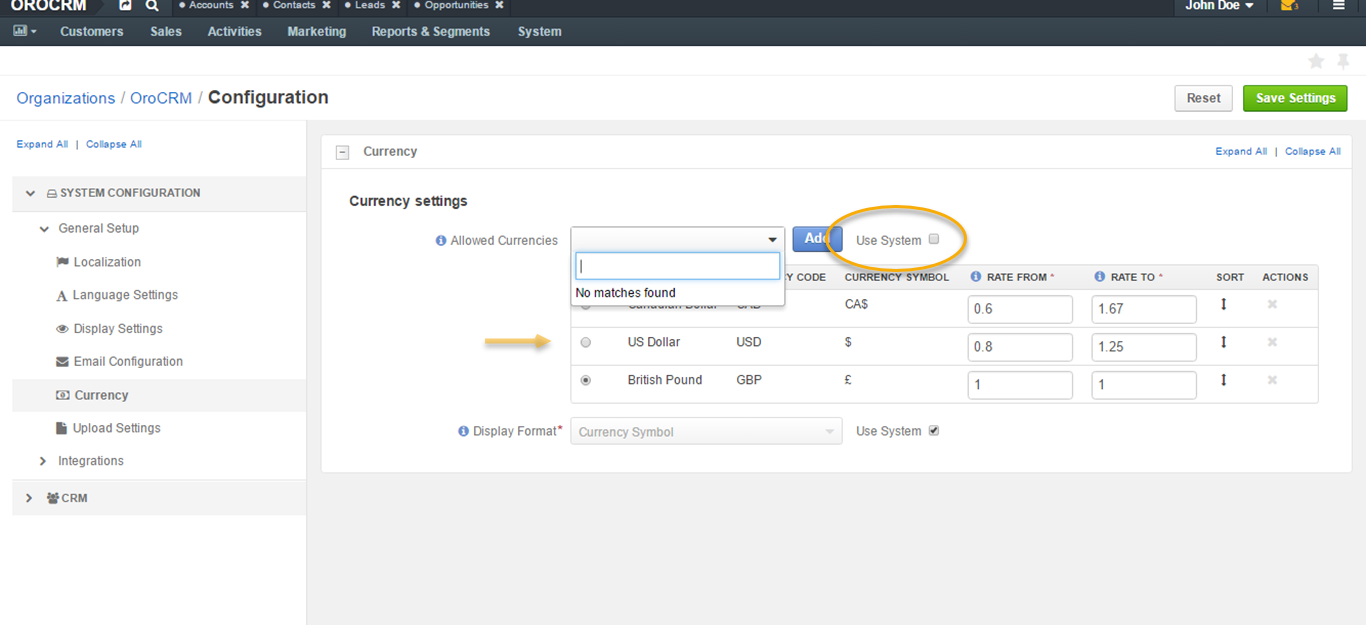 OROCRM Accounts ✖ Contacts ✖ Leads ✖ Opportunities ✖ John Doe 3
Customers Sales Activities Marketing Reports & Segments System
Organizations / OroCRM / Configuration Reset Save Settings
Expand All | Collapse All
SYSTEM CONFIGURATION
General Setup
Localization
Language Settings
Display Settings
Email Configuration
Currency
Upload Settings
Integrations
CRM
Currency Expand All | Collapse All
Currency settings
Allowed Currencies Add Use System
No matches found
CODE CURRENCY SYMBOL RATE FROM * RATE TO * SORT ACTIONS
Canadian Dollar CAD CA$ 0.6 1.67
US Dollar USD $ 0.8 1.25
British Pound GBP £ 1 1
Display Format* Currency Symbol Use System